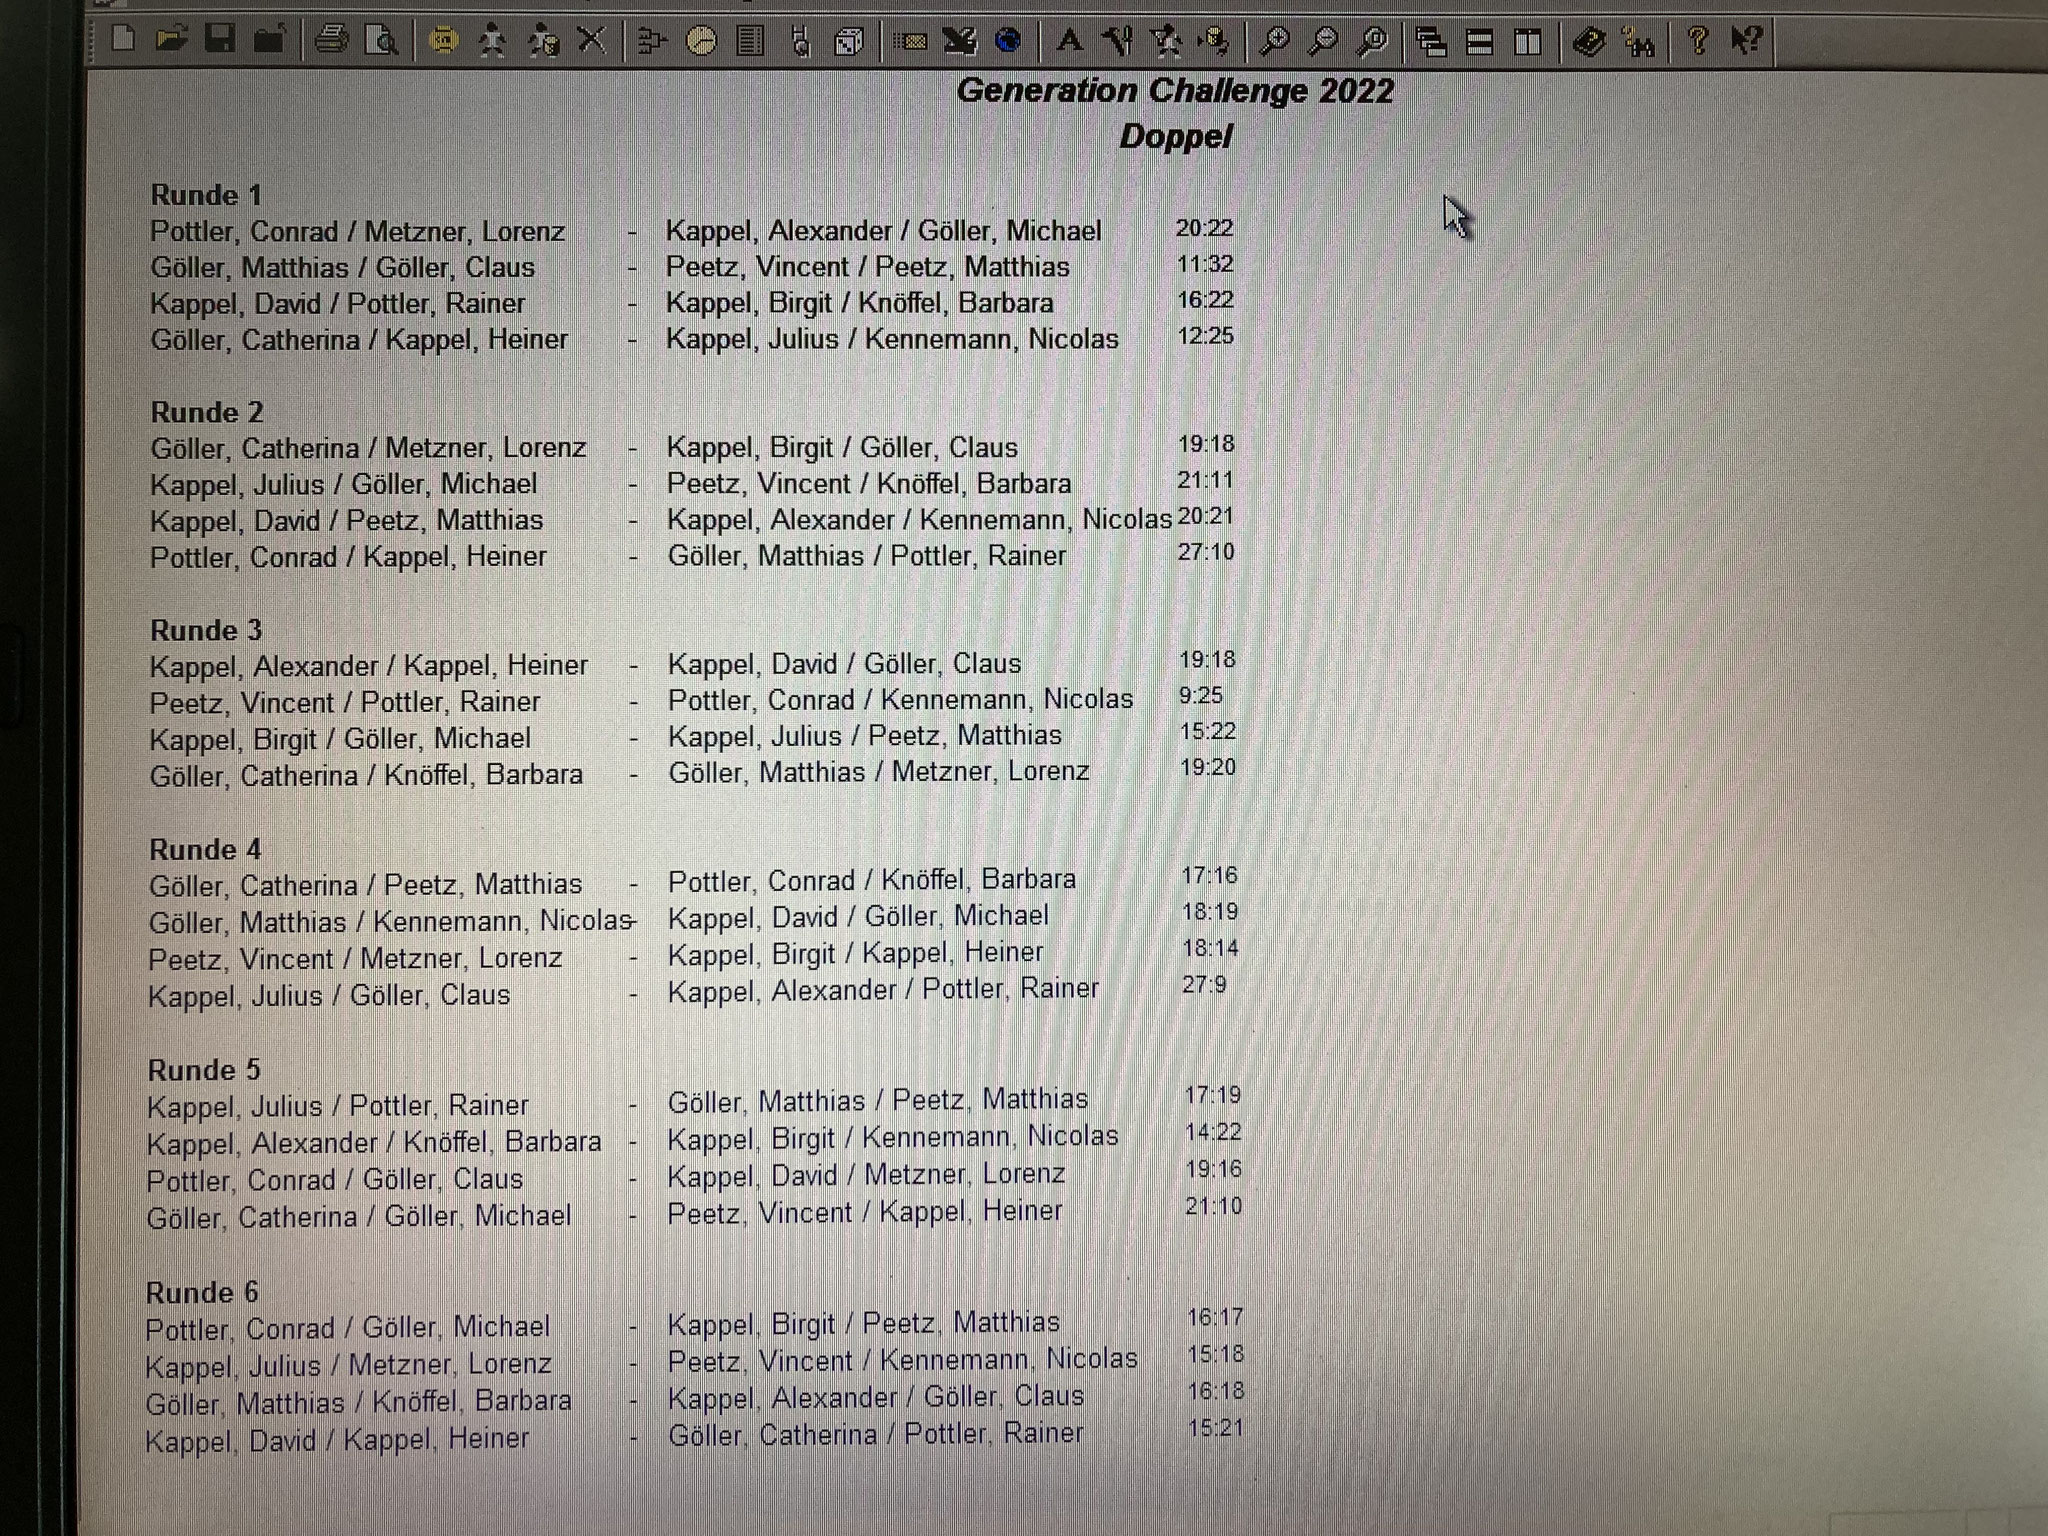 Generation Challenge 2022
Doppel
Runde 1
Pottler, Conrad / Metzner, Lorenz - Kappel, Alexander / Göller, Michael 20:22
Göller, Matthias / Göller, Claus - Peetz, Vincent / Peetz, Matthias 11:32
Kappel, David / Pottler, Rainer - Kappel, Birgit / Knöffel, Barbara 16:22
Göller, Catherina / Kappel, Heiner - Kappel, Julius / Kennemann, Nicolas 12:25
Runde 2
Göller, Catherina / Metzner, Lorenz - Kappel, Birgit / Göller, Claus 19:18
Kappel, Julius / Göller, Michael - Peetz, Vincent / Knöffel, Barbara 21:11
Kappel, David / Peetz, Matthias - Kappel, Alexander / Kennemann, Nicolas 20:21
Pottler, Conrad / Kappel, Heiner - Göller, Matthias / Pottler, Rainer 27:10
Runde 3
Kappel, Alexander / Kappel, Heiner - Kappel, David / Göller, Claus 19:18
Peetz, Vincent / Pottler, Rainer - Pottler, Conrad / Kennemann, Nicolas 9:25
Kappel, Birgit / Göller, Michael - Kappel, Julius / Peetz, Matthias 15:22
Göller, Catherina / Knöffel, Barbara - Göller, Matthias / Metzner, Lorenz 19:20
Runde 4
Göller, Catherina / Peetz, Matthias - Pottler, Conrad / Knöffel, Barbara 17:16
Göller, Matthias / Kennemann, Nicolas - Kappel, David / Göller, Michael 18:19
Peetz, Vincent / Metzner, Lorenz - Kappel, Birgit / Kappel, Heiner 18:14
Kappel, Julius / Göller, Claus - Kappel, Alexander / Pottler, Rainer 27:9
Runde 5
Kappel, Julius / Pottler, Rainer - Göller, Matthias / Peetz, Matthias 17:19
Kappel, Alexander / Knöffel, Barbara - Kappel, Birgit / Kennemann, Nicolas 14:22
Pottler, Conrad / Göller, Claus - Kappel, David / Metzner, Lorenz 19:16
Göller, Catherina / Göller, Michael - Peetz, Vincent / Kappel, Heiner 21:10
Runde 6
Pottler, Conrad / Göller, Michael - Kappel, Birgit / Peetz, Matthias 16:17
Kappel, Julius / Metzner, Lorenz - Peetz, Vincent / Kennemann, Nicolas 15:18
Göller, Matthias / Knöffel, Barbara - Kappel, Alexander / Göller, Claus 16:18
Kappel, David / Kappel, Heiner - Göller, Catherina / Pottler, Rainer 15:21